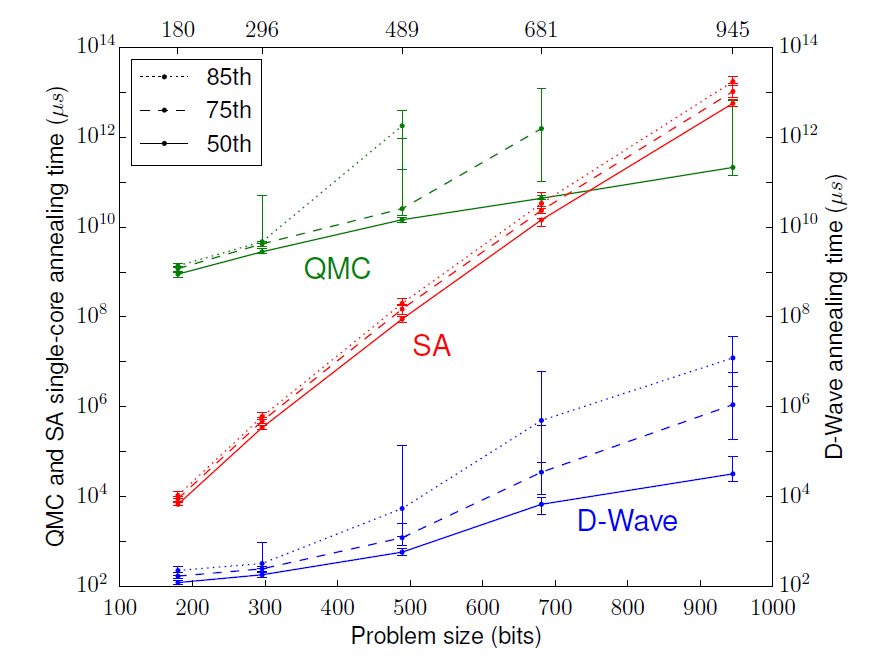 180 296 489 681 945
10^14 10^14
85th
75th
50th
10^12 10^12
10^10 10^10
QMC
10^8 10^8
SA
10^6 10^6
10^4 10^4
D-Wave
10^2 10^2
100 200 300 400 500 600 700 800 900 1000
Problem size (bits)
QMC and SA single-core annealing time (μs)
D-Wave annealing time (μs)